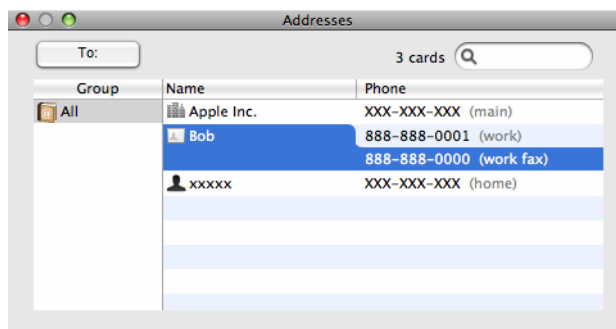 Addresses
To:
3 cards
Group Name Phone
All Apple Inc. XXX-XXX-XXX (main)
Bob 888-888-0001 (work)
888-888-0000 (work fax)
xxxxx XXX-XXX-XXX (home)